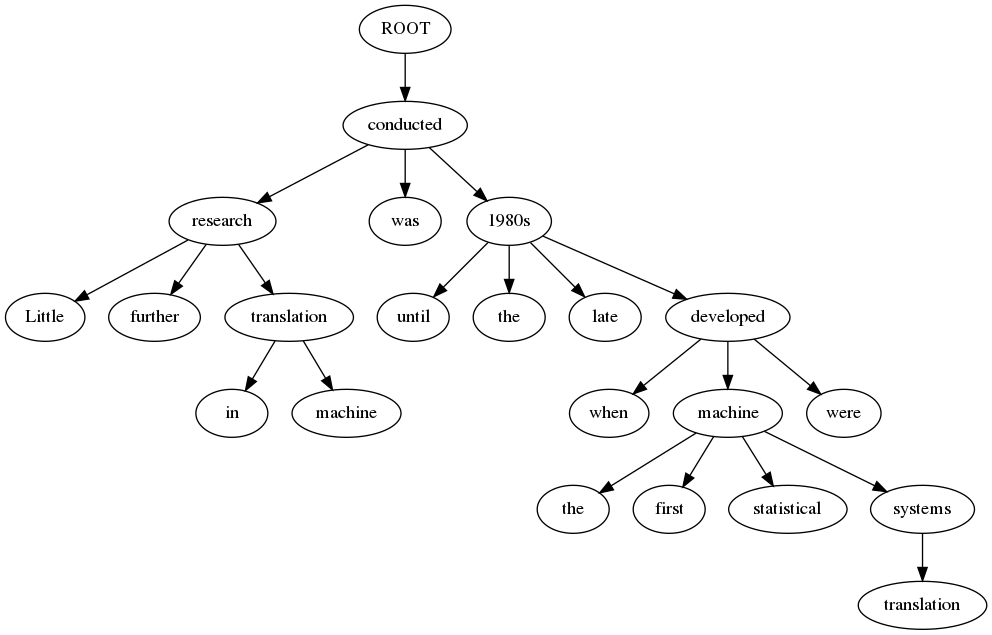 ROOT
conducted
research was 1980s
Little further translation until the late developed
in machine when machine were
the first statistical systems
translation